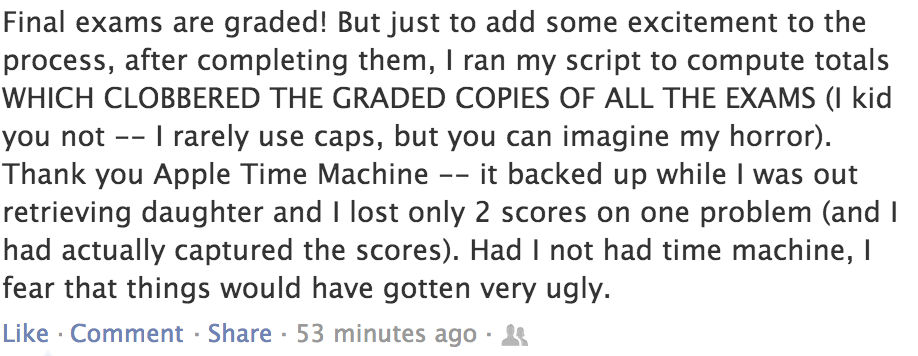 Final exams are graded! But just to add some excitement to the
process, after completing them, I ran my script to compute totals
WHICH CLOBBERED THE GRADED COPIES OF ALL THE EXAMS (I kid
you not -- I rarely use caps, but you can imagine my horror).
Thank you Apple Time Machine -- it backed up while I was out
retrieving daughter and I lost only 2 scores on one problem (and I
had actually captured the scores). Had I not had time machine, I
fear that things would have gotten very ugly.
Like · Comment · Share · 53 minutes ago ·